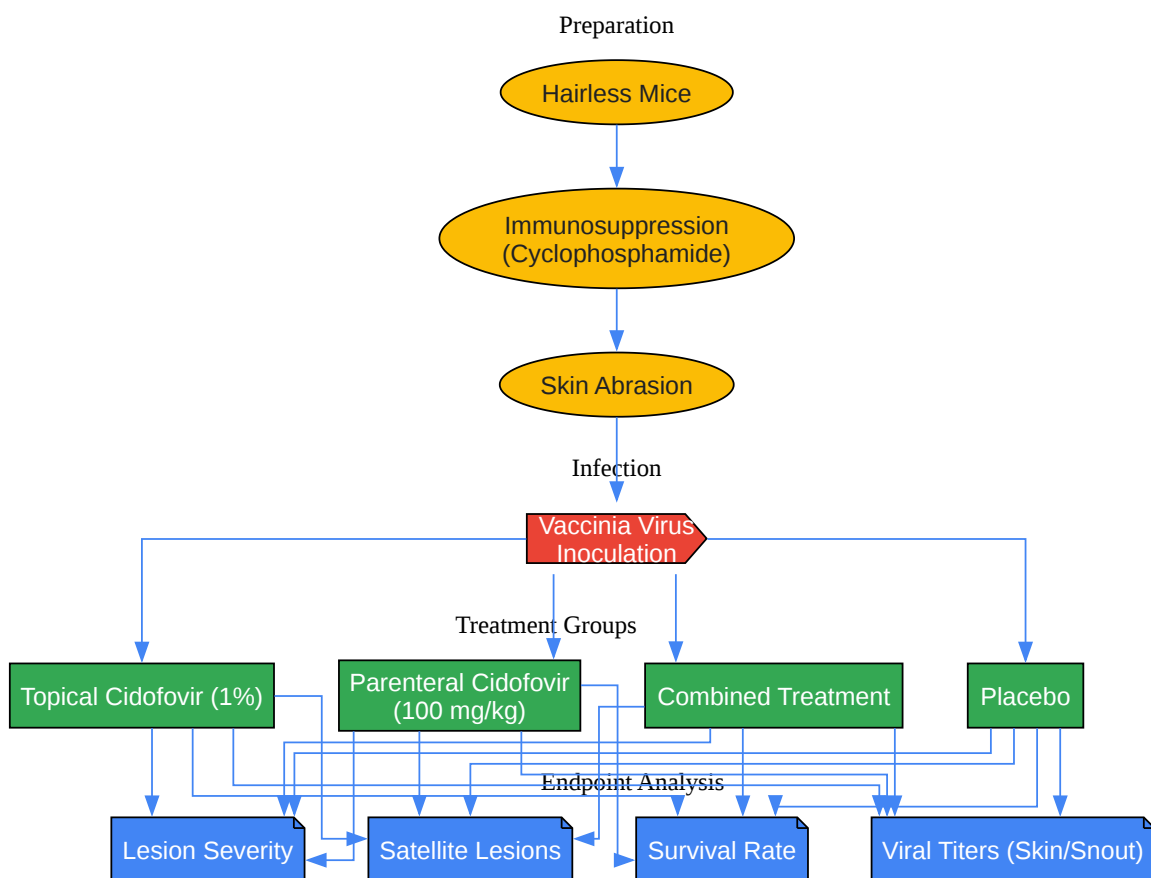 Preparation
Hairless Mice
Immunosuppression
(Cyclophosphamide)
Skin Abrasion
Infection
Vaccinia Virus
Inoculation
Treatment Groups
Topical Cidofovir (1%)
Parenteral Cidofovir
(100 mg/kg)
Combined Treatment
Placebo
Endpoint Analysis
Lesion Severity
Satellite Lesions
Survival Rate
Viral Titers (Skin/Snout)